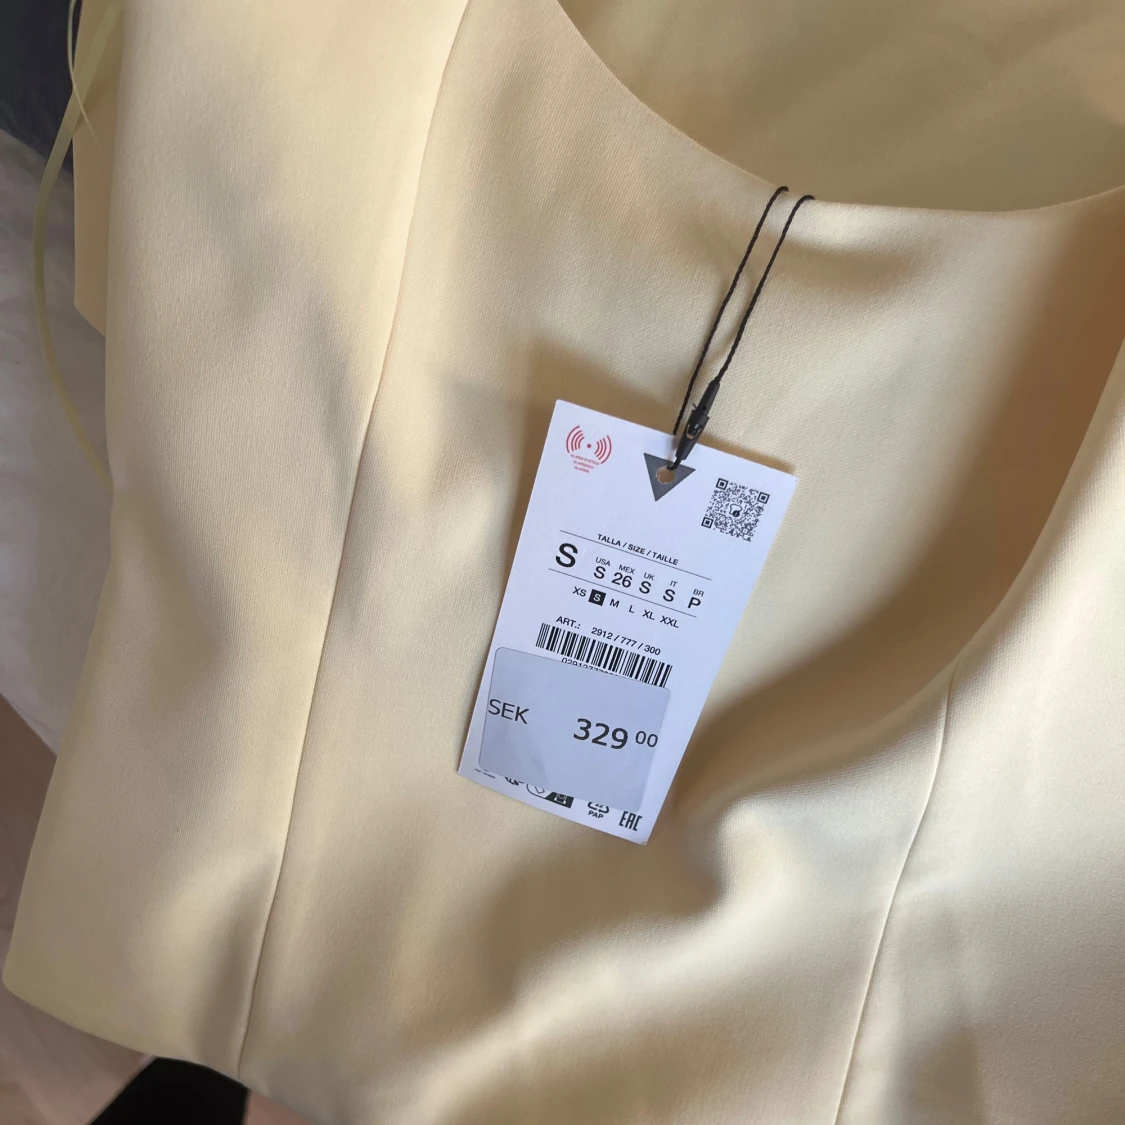 TALLA / SIZE / TAILLE
S
USA MEX UK IT BR
S 26 S S P
XS S M L XL XXL
ART.: 2912 / 777 / 300
SEK 329 00
PAP
EAC